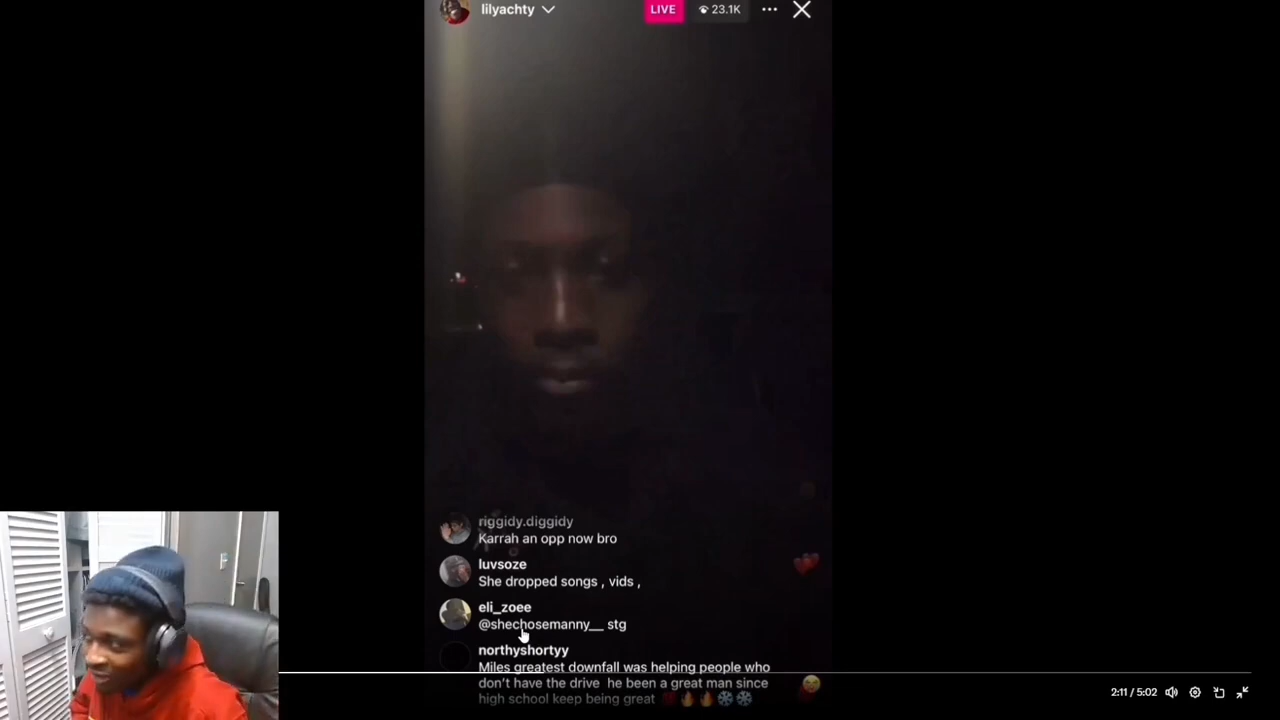 lilyachty
LIVE
23.1K
riggidy.diggidy
Karrah an opp now bro
luvsoze
She dropped songs , vids ,
eli_zoee
@shechosemanny__ stg
northyshortyy
Miles greatest downfall was helping people who
don't have the drive he been a great man since
high school keep being great
2:11 / 5:02